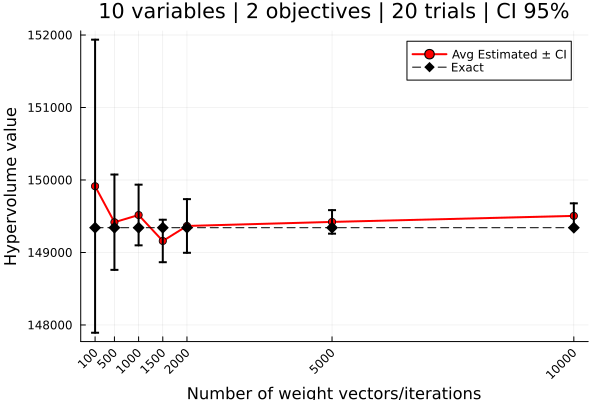 10 variables | 2 objectives | 20 trials | CI 95%
152000
151000
150000
149000
148000
Hypervolume value
Avg Estimated ± CI
Exact
100
500
1000
1500
2000
5000
10000
Number of weight vectors/iterations